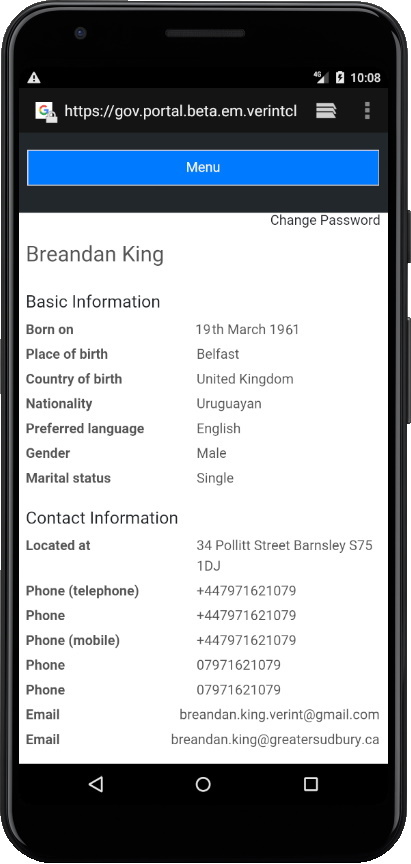 4G 10:08
https://gov.portal.beta.em.verintcl
Menu
Change Password
Breandan King
Basic Information
Born on 19th March 1961
Place of birth Belfast
Country of birth United Kingdom
Nationality Uruguayan
Preferred language English
Gender Male
Marital status Single
Contact Information
Located at 34 Pollitt Street Barnsley S75
1DJ
Phone (telephone) +447971621079
Phone +447971621079
Phone (mobile) +447971621079
Phone 07971621079
Phone 07971621079
Email breandan.king.verint@gmail.com
Email breandan.king@greatersudbury.ca